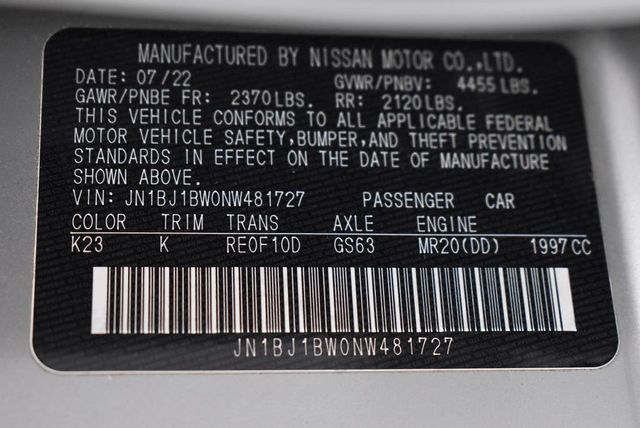 MANUFACTURED BY NISSAN MOTOR CO.,LTD.
DATE: 07/22 GVWR/PNBV: 4455 LBS.
GAWR/PNBE FR: 2370 LBS. RR: 2120 LBS.
THIS VEHICLE CONFORMS TO ALL APPLICABLE FEDERAL
MOTOR VEHICLE SAFETY, BUMPER, AND THEFT PREVENTION
STANDARDS IN EFFECT ON THE DATE OF MANUFACTURE
SHOWN ABOVE.
VIN: JN1BJ1BW0NW481727 PASSENGER CAR
COLOR TRIM TRANS AXLE ENGINE
K23 K RE0F10D GS63 MR20(DD) 1997 CC
JN1BJ1BW0NW481727